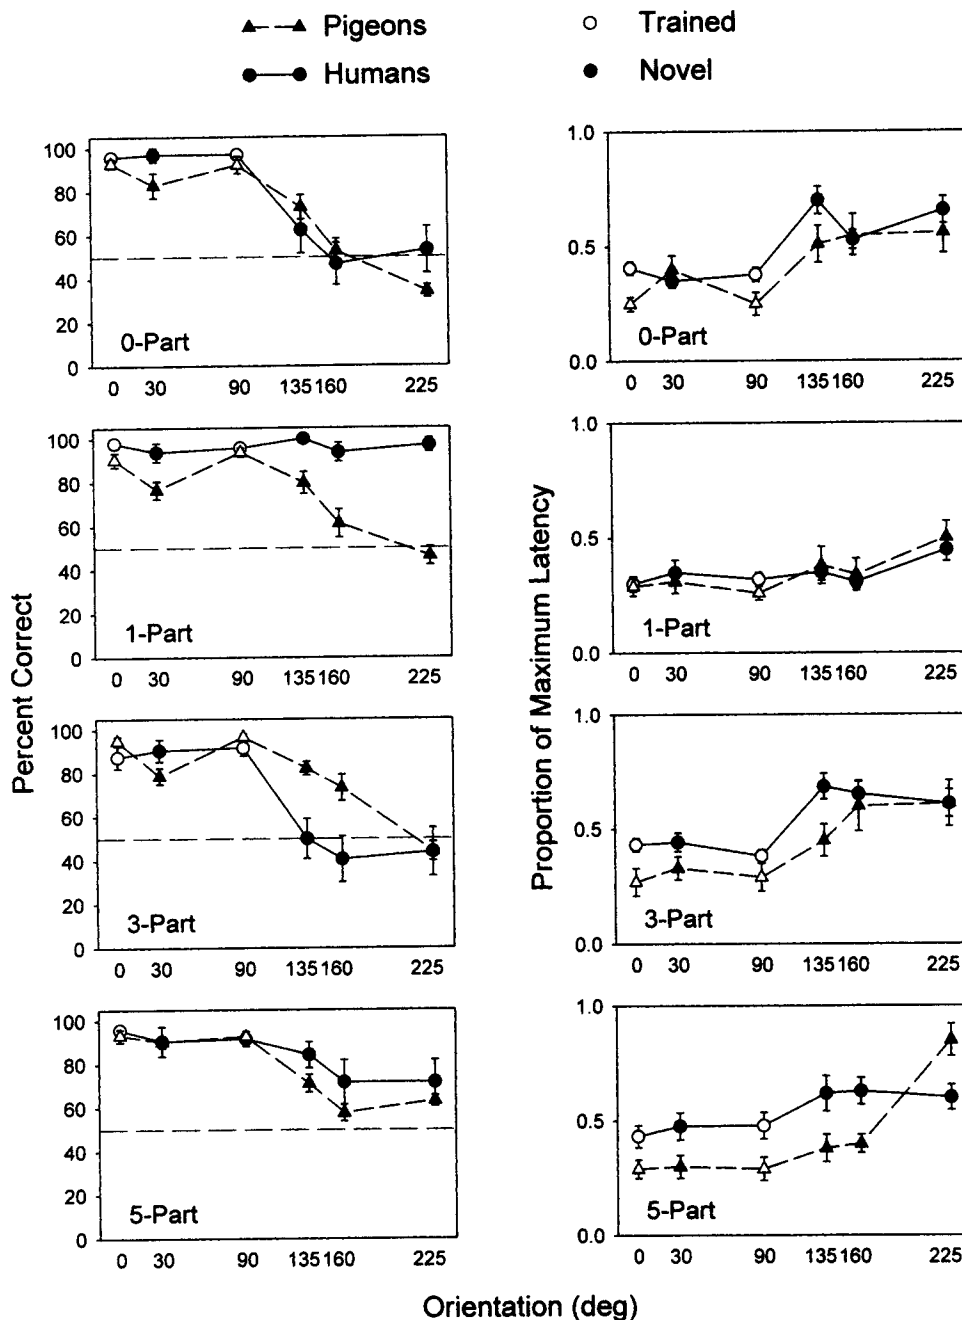 Pigeons
Humans
Trained
Novel
100
80
60
40
20
0
0-Part
0 30 90 135 160 225
1.0
0.5
0.0
0-Part
0 30 90 135 160 225
100
80
60
40
20
0
1-Part
0 30 90 135 160 225
1.0
0.5
0.0
1-Part
0 30 90 135 160 225
100
80
60
40
20
0
3-Part
0 30 90 135 160 225
1.0
0.5
0.0
3-Part
0 30 90 135 160 225
100
80
60
40
20
0
5-Part
0 30 90 135 160 225
1.0
0.5
0.0
5-Part
0 30 90 135 160 225
Percent Correct
Proportion of Maximum Latency
Orientation (deg)